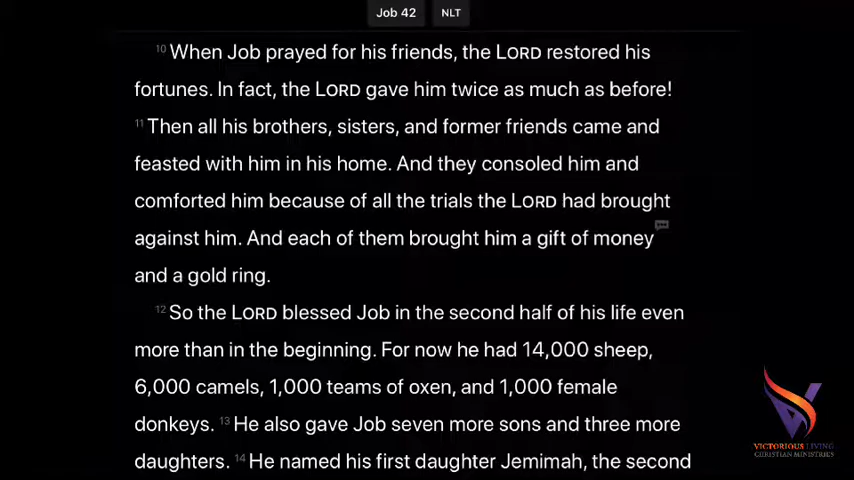 Job 42 NLT
10 When Job prayed for his friends, the LORD restored his
fortunes. In fact, the LORD gave him twice as much as before!
11 Then all his brothers, sisters, and former friends came and
feasted with him in his home. And they consoled him and
comforted him because of all the trials the LORD had brought
against him. And each of them brought him a gift of money
and a gold ring.
12 So the LORD blessed Job in the second half of his life even
more than in the beginning. For now he had 14,000 sheep,
6,000 camels, 1,000 teams of oxen, and 1,000 female
donkeys. 13 He also gave Job seven more sons and three more
daughters. 14 He named his first daughter Jemimah, the second
VICTORIOUS LIVING
CHRISTIAN MINISTRIES